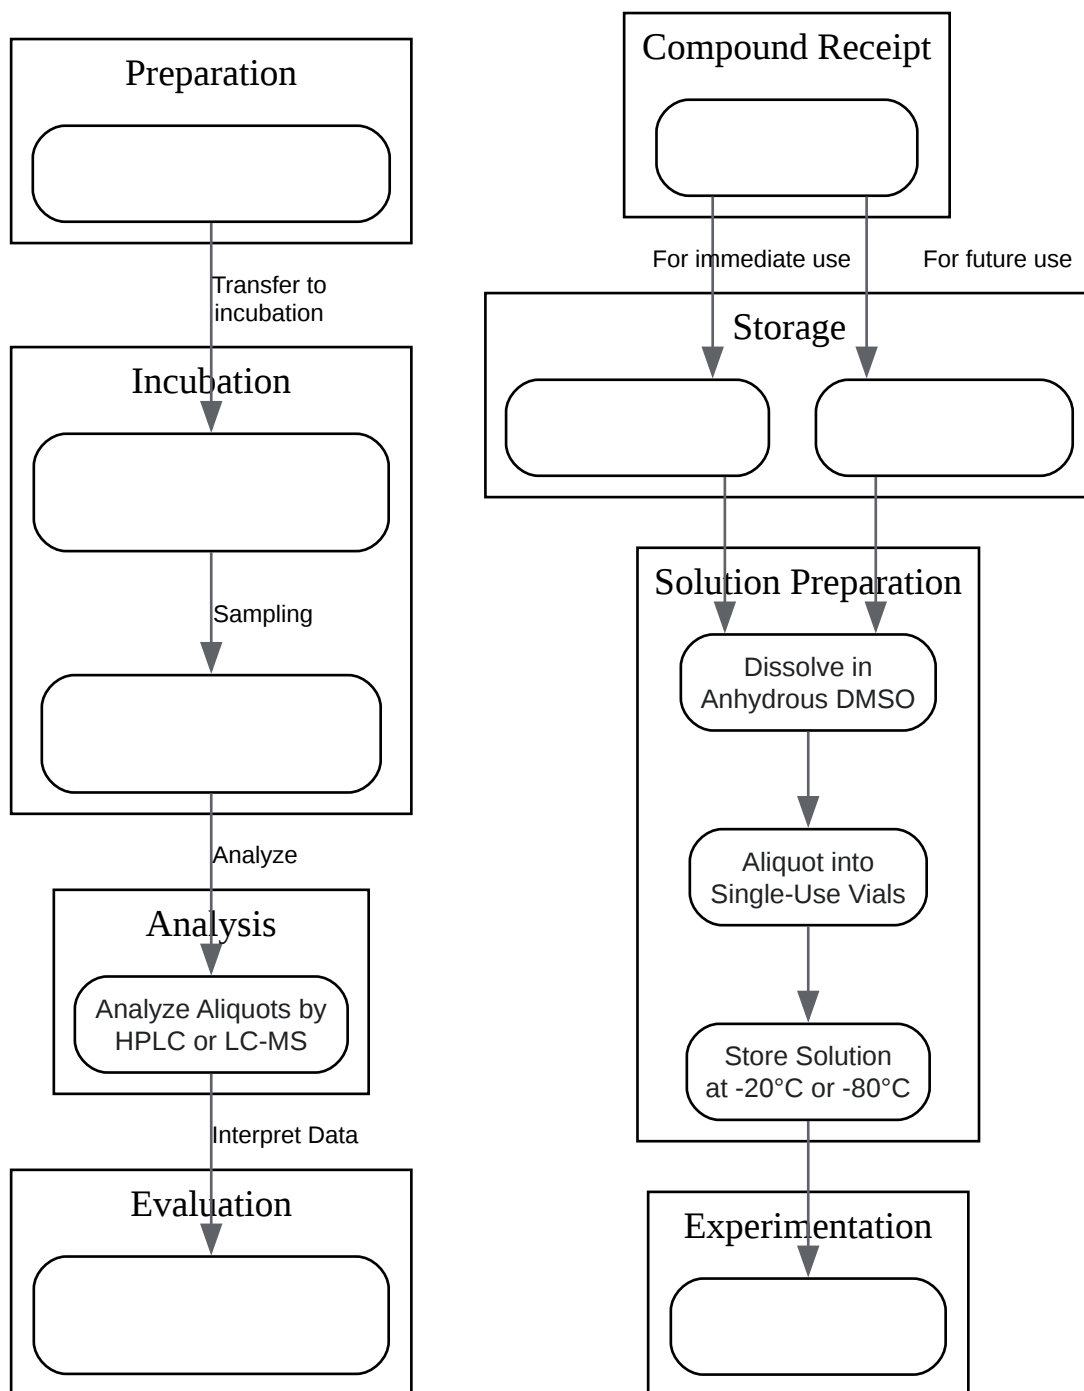 Preparation
Transfer to
incubation
Incubation
Sampling
Analyze
Analysis
Analyze Aliquots by
HPLC or LC-MS
Interpret Data
Evaluation
Compound Receipt
For immediate use
For future use
Storage
Solution Preparation
Dissolve in
Anhydrous DMSO
Aliquot into
Single-Use Vials
Store Solution
at -20°C or -80°C
Experimentation